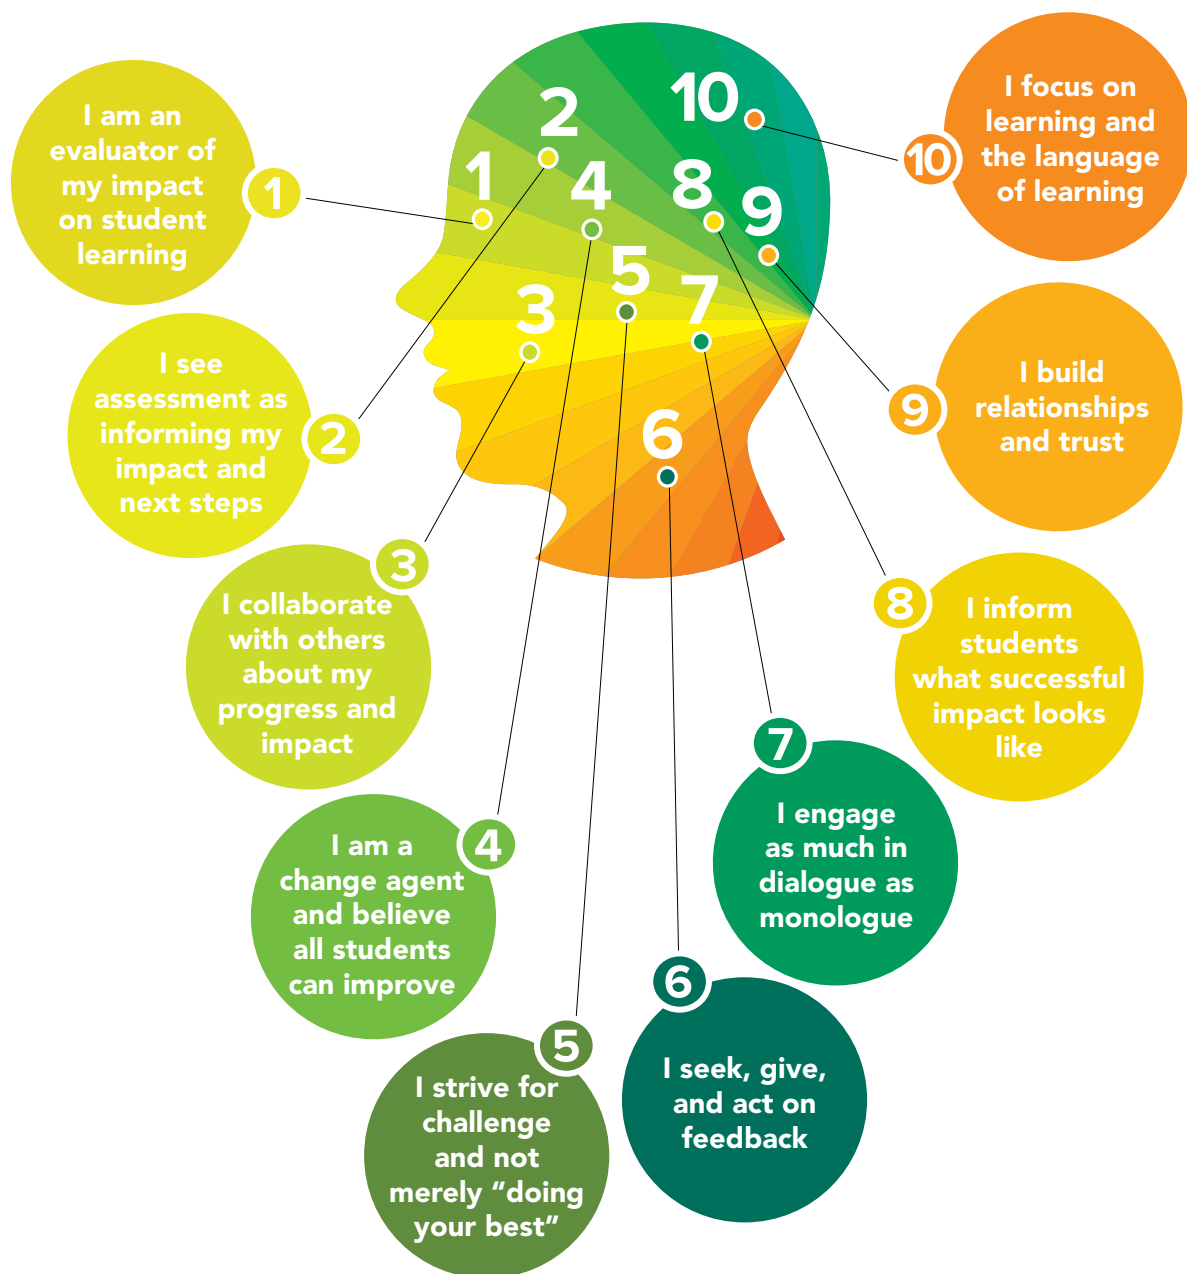 1
2
3
4
5
6
7
8
9
10
I am an
evaluator of
my impact
on student
learning
1
I see
assessment as
informing my
impact and
next steps
2
3
I collaborate
with others
about my
progress and
impact
4
I am a
change agent
and believe
all students
can improve
5
I strive for
challenge
and not
merely "doing
your best"
6
I seek, give,
and act on
feedback
7
I engage
as much in
dialogue as
monologue
8
I inform
students
what successful
impact looks
like
9
I build
relationships
and trust
10
I focus on
learning and
the language
of learning